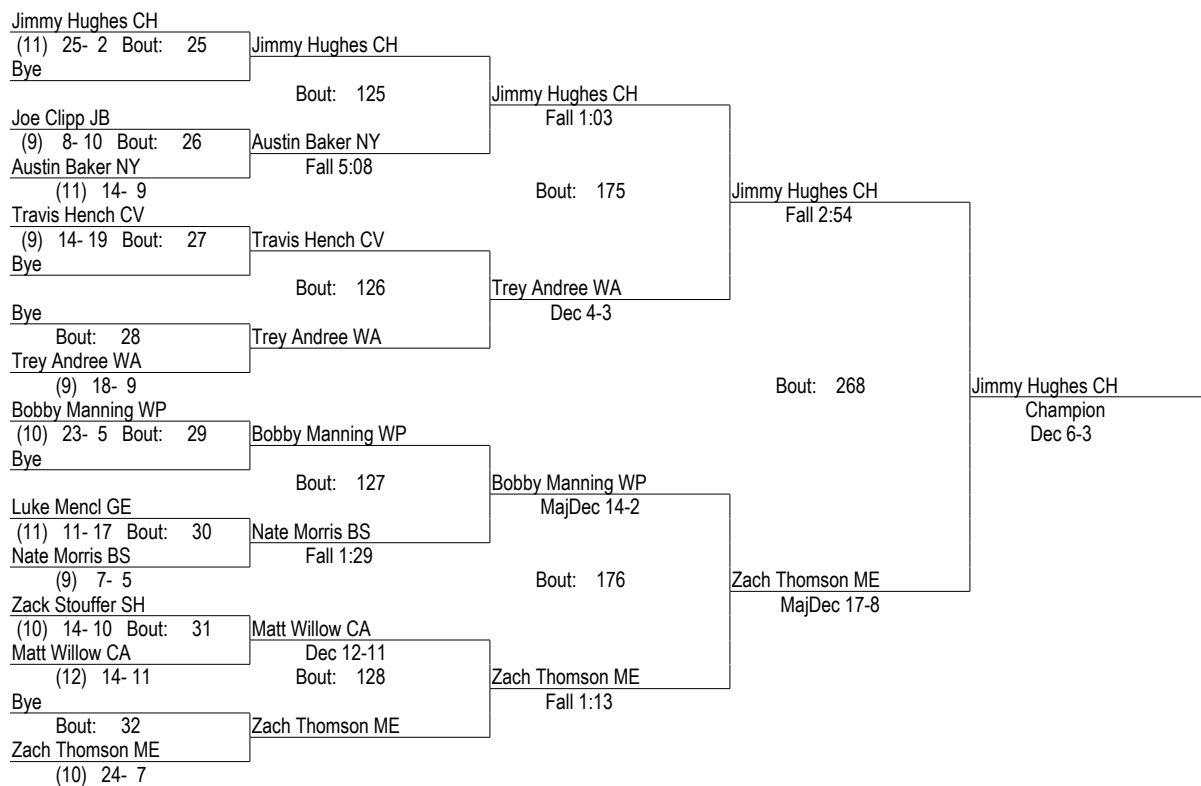 Jimmy Hughes CH
(11) 25- 2 Bout: 25
Bye
Joe Clipp JB
(9) 8- 10 Bout: 26
Austin Baker NY
(11) 14- 9
Travis Hench CV
(9) 14- 19 Bout: 27
Bye
Bye
Bout: 28
Trey Andree WA
(9) 18- 9
Bobby Manning WP
(10) 23- 5 Bout: 29
Bye
Luke Mencl GE
(11) 11- 17 Bout: 30
Nate Morris BS
(9) 7- 5
Zack Stouffer SH
(10) 14- 10 Bout: 31
Matt Willow CA
(12) 14- 11
Bye
Bout: 32
Zach Thomson ME
(10) 24- 7
Jimmy Hughes CH
Bout: 125
Austin Baker NY
Fall 5:08
Travis Hench CV
Bout: 126
Trey Andree WA
Bobby Manning WP
Bout: 127
Nate Morris BS
Fall 1:29
Matt Willow CA
Dec 12-11
Bout: 128
Zach Thomson ME
Jimmy Hughes CH
Fall 1:03
Bout: 175
Trey Andree WA
Dec 4-3
Bobby Manning WP
MajDec 14-2
Bout: 176
Zach Thomson ME
Fall 1:13
Jimmy Hughes CH
Fall 2:54
Bout: 268
Zach Thomson ME
MajDec 17-8
Jimmy Hughes CH
Champion
Dec 6-3